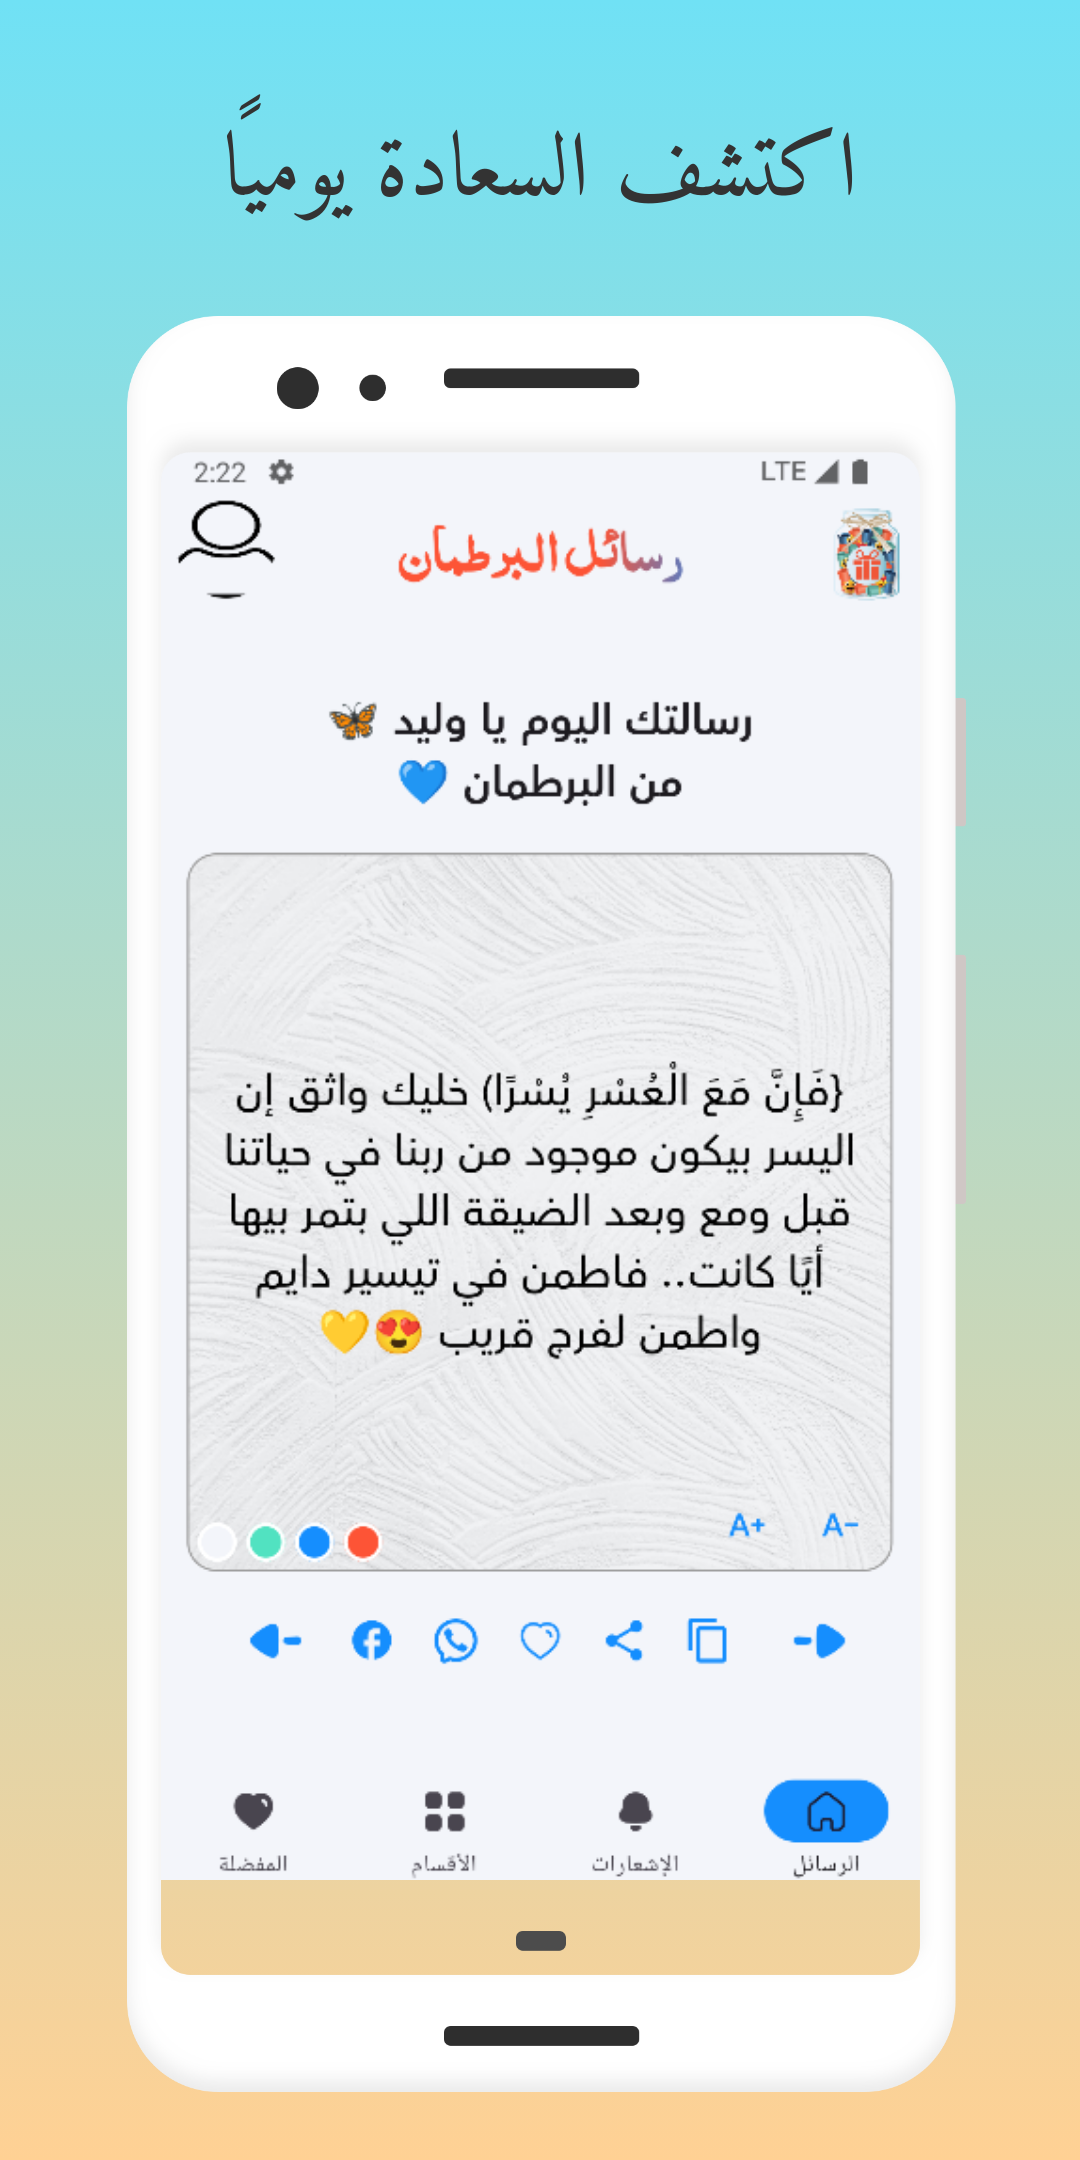 اكتشف السعادة يومياً
2:22 LTE
رسائل البرطمان
رسالتك اليوم يا وليد 🦋
من البرطمان 💙
{فَإِنَّ مَعَ الْعُسْرِ يُسْرًا) خليك واثق إن
اليسر بيكون موجود من ربنا في حياتنا
قبل ومع وبعد الضيقة اللي بتمر بيها
أيًا كانت.. فاطمن في تيسير دايم
واطمن لفرج قريب 😍💛
A+ A-
الرسائل الإشعارات الأقسام المفضلة